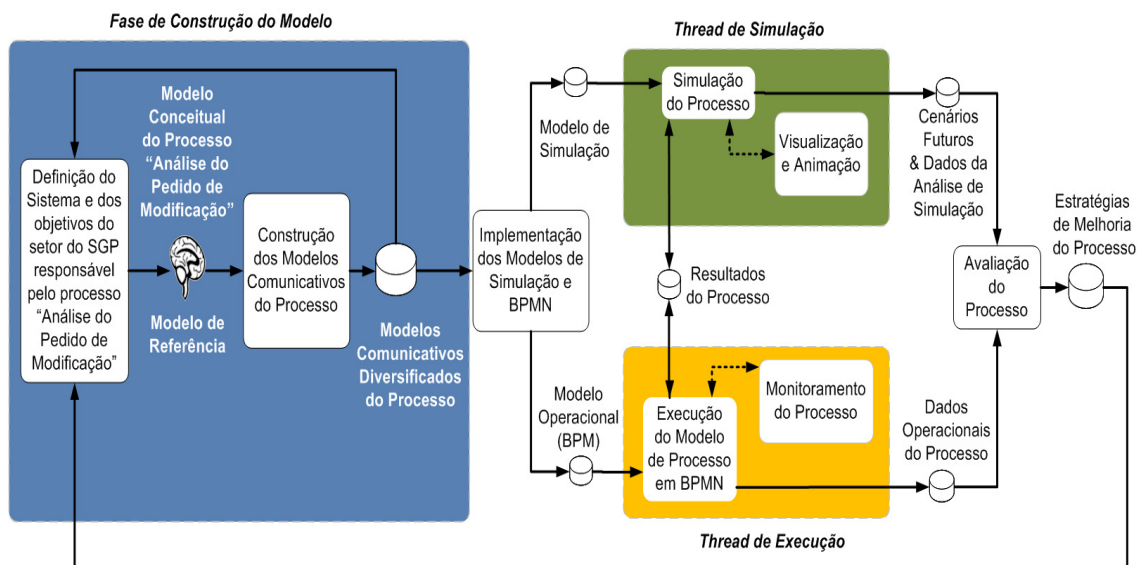 Fase de Construção do Modelo
Modelo
Conceitual
do Processo
“Análise do
Pedido de
Modificação”
Definição do
Sistema e dos
objetivos do
setor do SGP
responsável
pelo processo
“Análise do
Pedido de
Modificação”
Modelo de
Referência
Construção
dos Modelos
Comunicativos
do Processo
Modelos
Comunicativos
Diversificados
do Processo
Implementação
dos Modelos de
Simulação e
BPMN
Modelo de
Simulação
Thread de Simulação
Simulação
do Processo
Visualização
e Animação
Resultados
do Processo
Modelo
Operacional
(BPM)
Execução
do Modelo
de Processo
em BPMN
Monitoramento
do Processo
Thread de Execução
Cenários
Futuros
& Dados da
Análise de
Simulação
Dados
Operacionais
do Processo
Avaliação
do
Processo
Estratégias
de Melhoria
do Processo